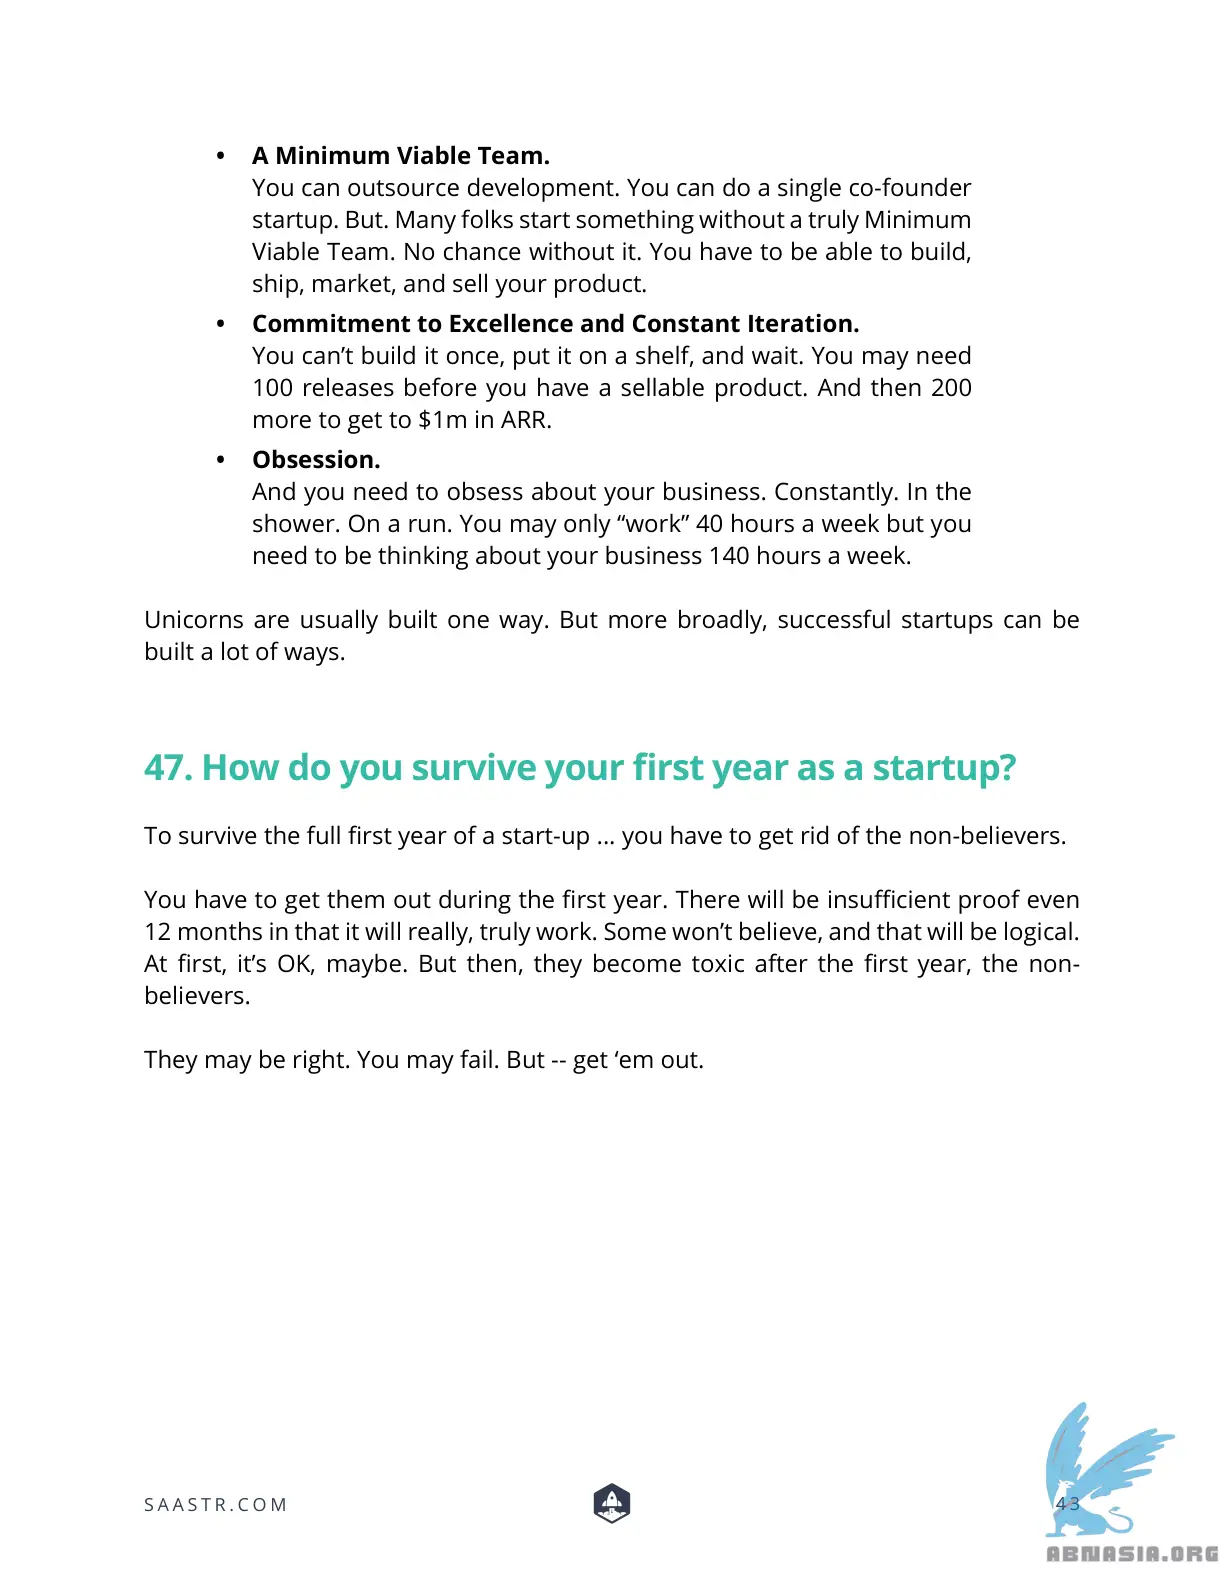 • A Minimum Viable Team.
You can outsource development. You can do a single co-founder
startup. But. Many folks start something without a truly Minimum
Viable Team. No chance without it. You have to be able to build,
ship, market, and sell your product.
• Commitment to Excellence and Constant Iteration.
You can’t build it once, put it on a shelf, and wait. You may need
100 releases before you have a sellable product. And then 200
more to get to $1m in ARR.
• Obsession.
And you need to obsess about your business. Constantly. In the
shower. On a run. You may only “work” 40 hours a week but you
need to be thinking about your business 140 hours a week.
Unicorns are usually built one way. But more broadly, successful startups can be
built a lot of ways.
47. How do you survive your first year as a startup?
To survive the full first year of a start-up ... you have to get rid of the non-believers.
You have to get them out during the first year. There will be insufficient proof even
12 months in that it will really, truly work. Some won’t believe, and that will be logical.
At first, it’s OK, maybe. But then, they become toxic after the first year, the non-
believers.
They may be right. You may fail. But -- get ‘em out.
SAASTR.COM
43
ABNASIA.ORG